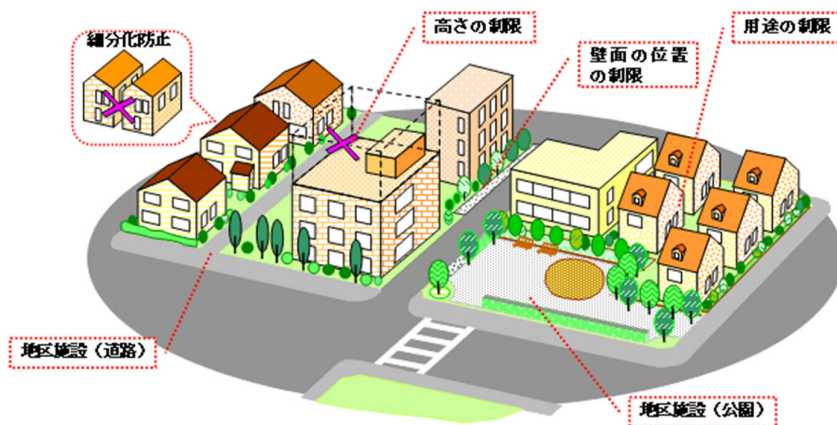 細分化防止
高さの制限
壁面の位置
の制限
用途の制限
地区施設（道路）
地区施設（公園）